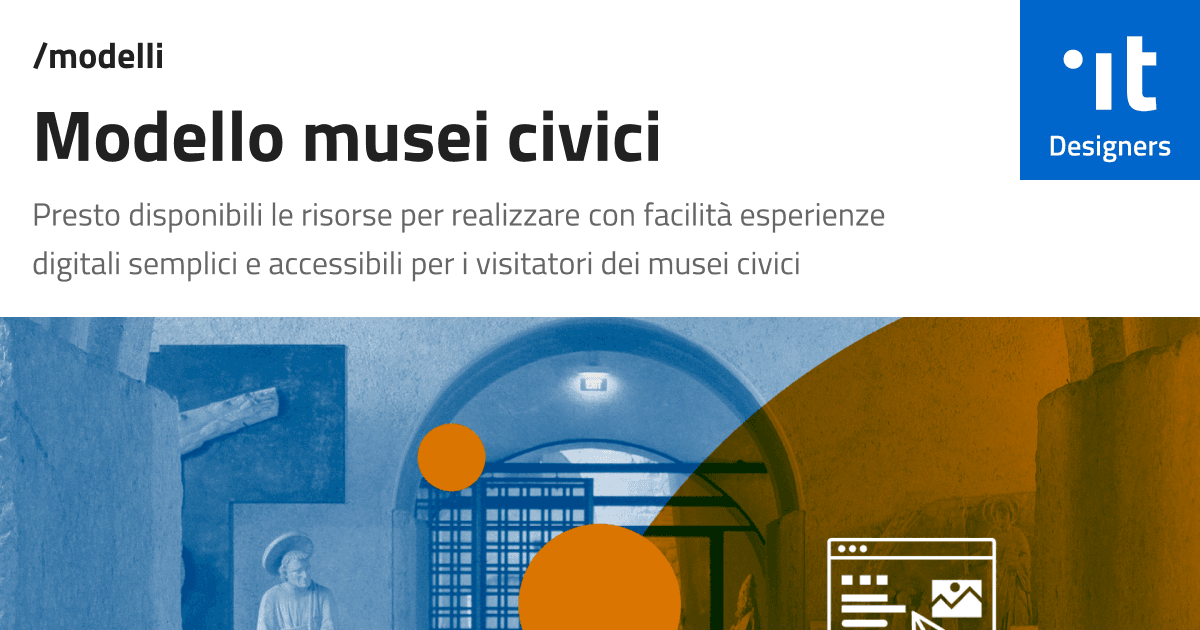 /modelli
Modello musei civici
Presto disponibili le risorse per realizzare con facilità esperienze
digitali semplici e accessibili per i visitatori dei musei civici
it
Designers
EXIT